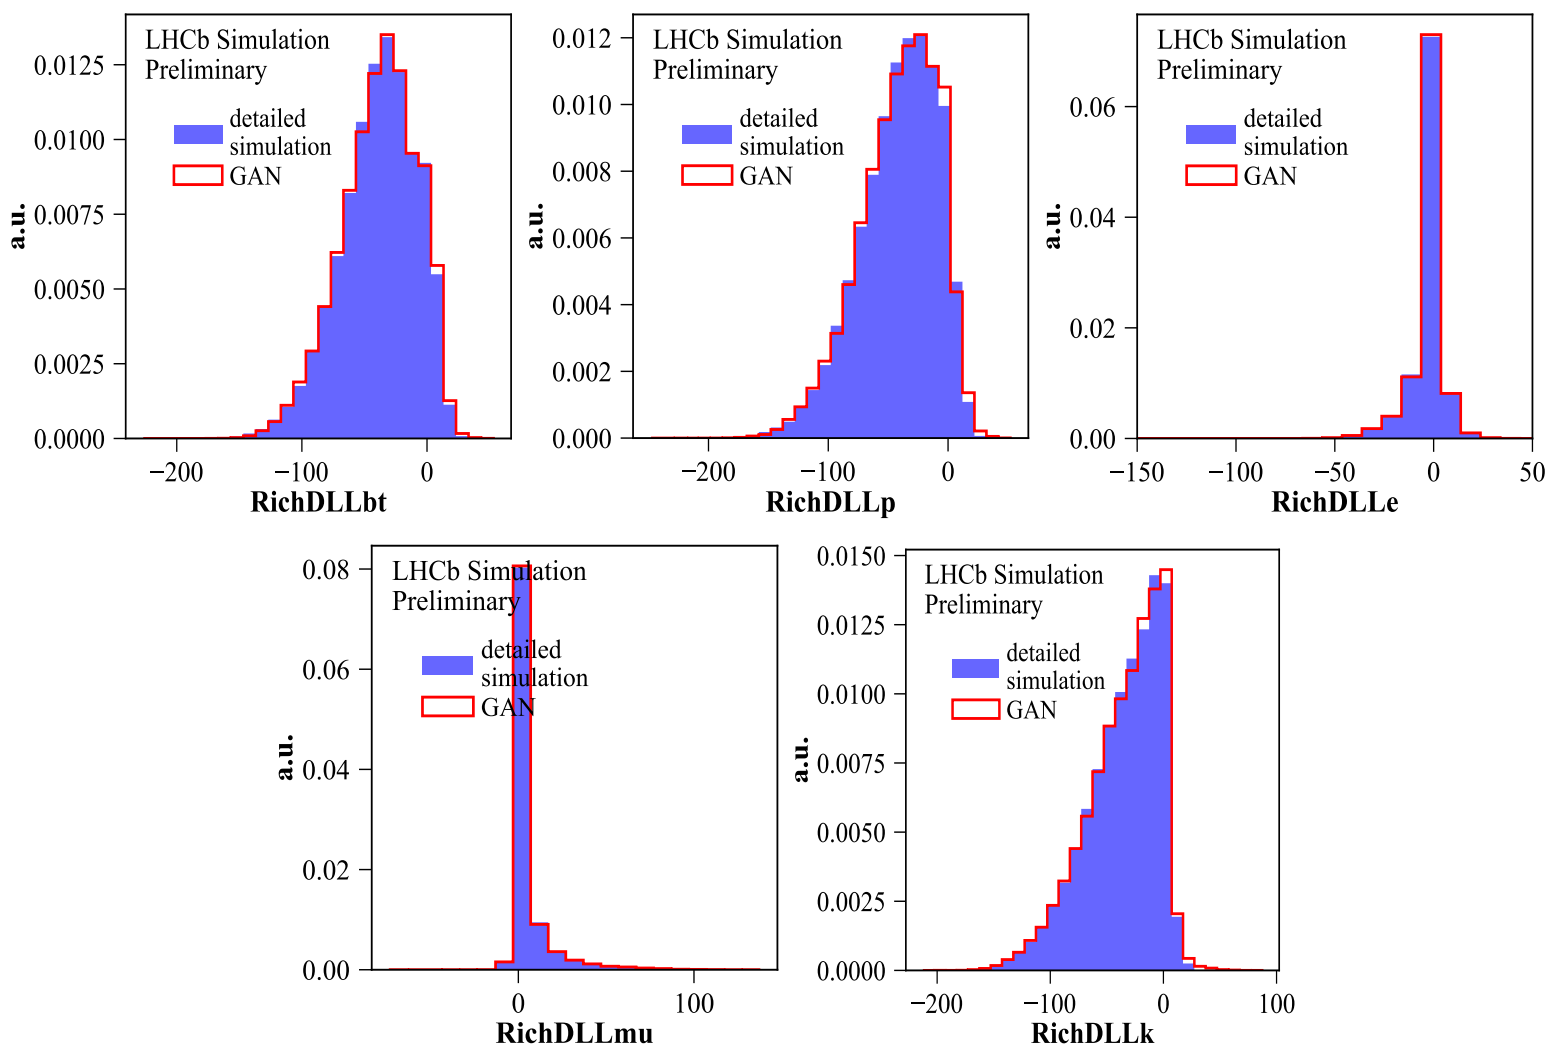 LHCb Simulation
Preliminary
detailed
simulation
GAN
a.u.
0.0125
0.0100
0.0075
0.0050
0.0025
0.0000
−200 −100 0
RichDLLbt
LHCb Simulation
Preliminary
detailed
simulation
GAN
a.u.
0.012
0.010
0.008
0.006
0.004
0.002
0.000
−200 −100 0
RichDLLp
LHCb Simulation
Preliminary
detailed
simulation
GAN
a.u.
0.06
0.04
0.02
0.00
−150 −100 −50 0 50
RichDLLe
LHCb Simulation
Preliminary
detailed
simulation
GAN
a.u.
0.08
0.06
0.04
0.02
0.00
0 100
RichDLLmu
LHCb Simulation
Preliminary
detailed
simulation
GAN
a.u.
0.0150
0.0125
0.0100
0.0075
0.0050
0.0025
0.0000
−200 −100 0 100
RichDLLk